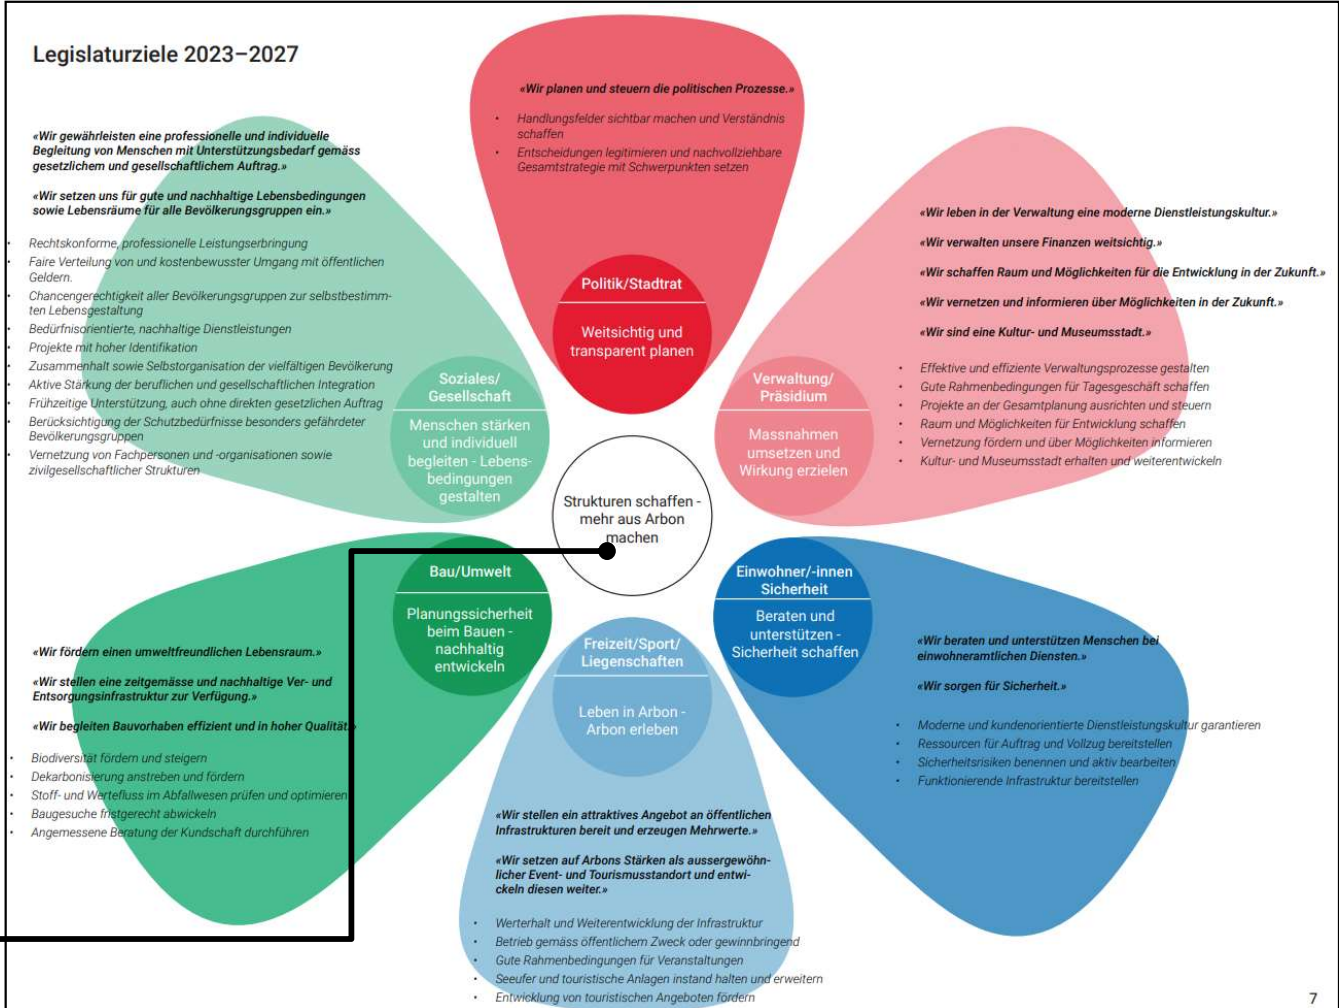 Legislaturziele 2023–2027
«Wir planen und steuern die politischen Prozesse.»
• Handlungsfelder sichtbar machen und Verständnis
schaffen
• Entscheidungen legitimieren und nachvollziehbare
Gesamtstrategie mit Schwerpunkten setzen
Politik/Stadtrat
Weitsichtig und
transparent planen
«Wir gewährleisten eine professionelle und individuelle
Begleitung von Menschen mit Unterstützungsbedarf gemäss
gesetzlichem und gesellschaftlichem Auftrag.»
«Wir setzen uns für gute und nachhaltige Lebensbedingungen
sowie Lebensräume für alle Bevölkerungsgruppen ein.»
• Rechtskonforme, professionelle Leistungserbringung
• Faire Verteilung von und kostenbewusster Umgang mit öffentlichen
Geldern.
• Chancengerechtigkeit aller Bevölkerungsgruppen zur selbstbestimm-
ten Lebensgestaltung
• Bedürfnisorientierte, nachhaltige Dienstleistungen
• Projekte mit hoher Identifikation
• Zusammenhalt sowie Selbstorganisation der vielfältigen Bevölkerung
• Aktive Stärkung der beruflichen und gesellschaftlichen Integration
• Frühzeitige Unterstützung, auch ohne direkten gesetzlichen Auftrag
• Berücksichtigung der Schutzbedürfnisse besonders gefährdeter
Bevölkerungsgruppen
• Vernetzung von Fachpersonen und -organisationen sowie
zivilgesellschaftlicher Strukturen
Soziales/
Gesellschaft
Menschen stärken
und individuell
begleiten - Lebens-
bedingungen
gestalten
«Wir leben in der Verwaltung eine moderne Dienstleistungskultur.»
«Wir verwalten unsere Finanzen weitsichtig.»
«Wir schaffen Raum und Möglichkeiten für die Entwicklung in der Zukunft.»
«Wir vernetzen und informieren über Möglichkeiten in der Zukunft.»
«Wir sind eine Kultur- und Museumsstadt.»
• Effektive und effiziente Verwaltungsprozesse gestalten
• Gute Rahmenbedingungen für Tagesgeschäft schaffen
• Projekte an der Gesamtplanung ausrichten und steuern
• Raum und Möglichkeiten für Entwicklung schaffen
• Vernetzung fördern und über Möglichkeiten informieren
• Kultur- und Museumsstadt erhalten und weiterentwickeln
Verwaltung/
Präsidium
Massnahmen
umsetzen und
Wirkung erzielen
Strukturen schaffen -
mehr aus Arbon
machen
Bau/Umwelt
Planungssicherheit
beim Bauen -
nachhaltig
entwickeln
«Wir fördern einen umweltfreundlichen Lebensraum.»
«Wir stellen eine zeitgemässe und nachhaltige Ver- und
Entsorgungsinfrastruktur zur Verfügung.»
«Wir begleiten Bauvorhaben effizient und in hoher Qualität.»
• Biodiversität fördern und steigern
• Dekarbonisierung anstreben und fördern
• Stoff- und Wertefluss im Abfallwesen prüfen und optimieren
• Baugesuche fristgerecht abwickeln
• Angemessene Beratung der Kundschaft durchführen
Freizeit/Sport/
Liegenschaften
Leben in Arbon -
Arbon erleben
«Wir stellen ein attraktives Angebot an öffentlichen
Infrastrukturen bereit und erzeugen Mehrwerte.»
«Wir setzen auf Arbons Stärken als aussergewöhn-
licher Event- und Tourismusstandort und entwi-
ckeln diesen weiter.»
• Werterhalt und Weiterentwicklung der Infrastruktur
• Betrieb gemäss öffentlichem Zweck oder gewinnbringend
• Gute Rahmenbedingungen für Veranstaltungen
• Seeufer und touristische Anlagen instand halten und erweitern
• Entwicklung von touristischen Angeboten fördern
Einwohner/-innen
Sicherheit
Beraten und
unterstützen -
Sicherheit schaffen
«Wir beraten und unterstützen Menschen bei
einwohneramtlichen Diensten.»
«Wir sorgen für Sicherheit.»
• Moderne und kundenorientierte Dienstleistungskultur garantieren
• Ressourcen für Auftrag und Vollzug bereitstellen
• Sicherheitsrisiken benennen und aktiv bearbeiten
• Funktionierende Infrastruktur bereitstellen
7